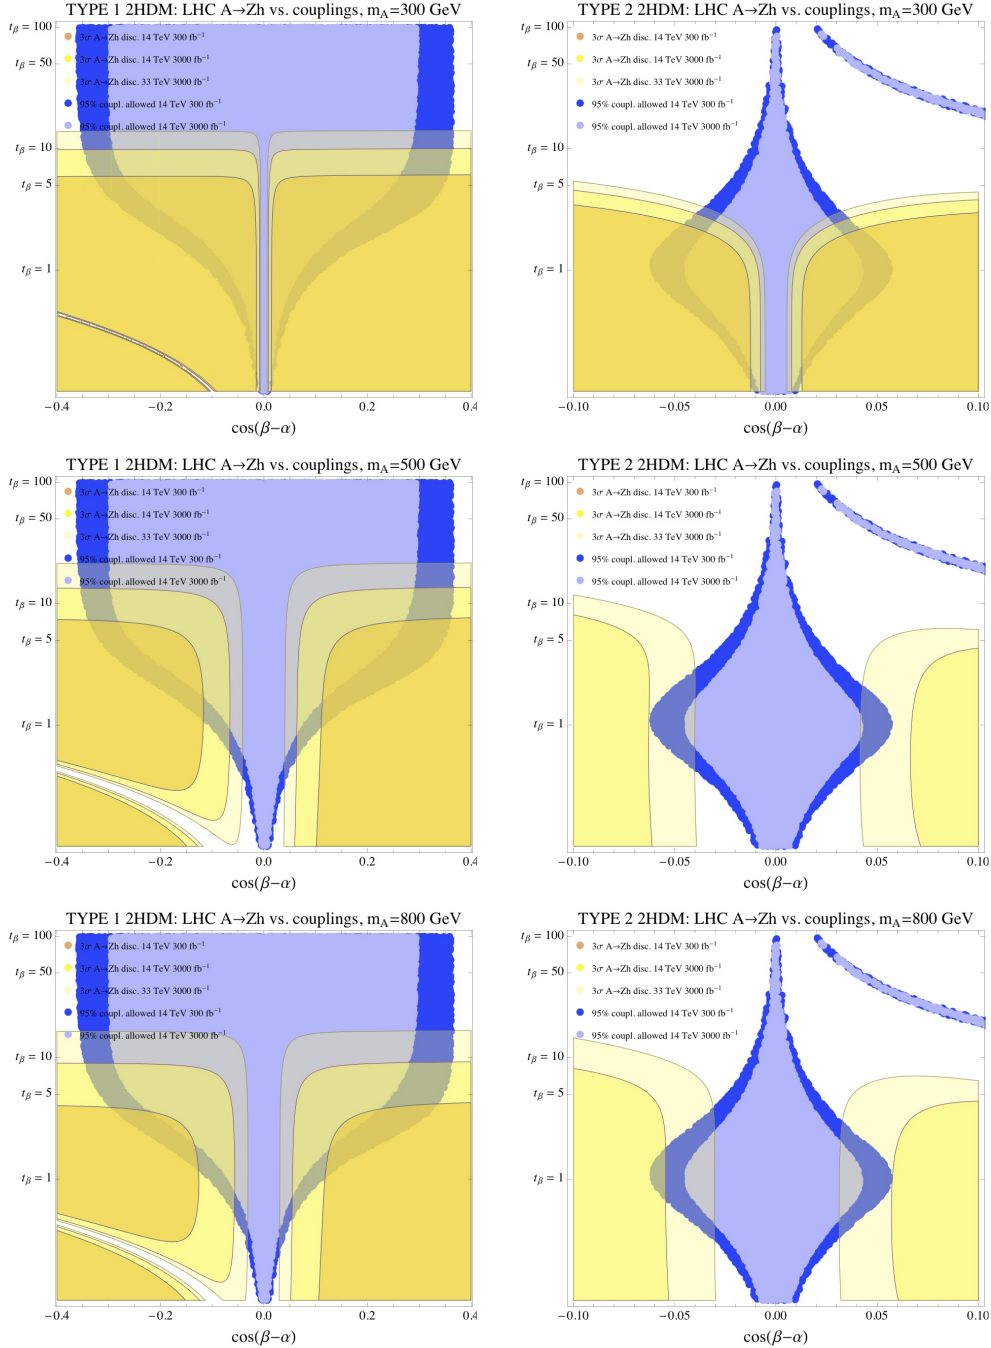 TYPE 1 2HDM: LHC A→Zh vs. couplings, mA=300 GeV
tβ = 100
tβ = 50
tβ = 10
tβ = 5
tβ = 1
3σ A→Zh disc. 14 TeV 300 fb⁻¹
3σ A→Zh disc. 14 TeV 3000 fb⁻¹
3σ A→Zh disc. 33 TeV 3000 fb⁻¹
95% coupl. allowed 14 TeV 300 fb⁻¹
95% coupl. allowed 14 TeV 3000 fb⁻¹
−0.4 −0.2 0.0 0.2 0.4
cos(β−α)
TYPE 2 2HDM: LHC A→Zh vs. couplings, mA=300 GeV
tβ = 100
tβ = 50
tβ = 10
tβ = 5
tβ = 1
3σ A→Zh disc. 14 TeV 300 fb⁻¹
3σ A→Zh disc. 14 TeV 3000 fb⁻¹
3σ A→Zh disc. 33 TeV 3000 fb⁻¹
95% coupl. allowed 14 TeV 300 fb⁻¹
95% coupl. allowed 14 TeV 3000 fb⁻¹
−0.10 −0.05 0.00 0.05 0.10
cos(β−α)
TYPE 1 2HDM: LHC A→Zh vs. couplings, mA=500 GeV
tβ = 100
tβ = 50
tβ = 10
tβ = 5
tβ = 1
3σ A→Zh disc. 14 TeV 300 fb⁻¹
3σ A→Zh disc. 14 TeV 3000 fb⁻¹
3σ A→Zh disc. 33 TeV 3000 fb⁻¹
95% coupl. allowed 14 TeV 300 fb⁻¹
95% coupl. allowed 14 TeV 3000 fb⁻¹
−0.4 −0.2 0.0 0.2 0.4
cos(β−α)
TYPE 2 2HDM: LHC A→Zh vs. couplings, mA=500 GeV
tβ = 100
tβ = 50
tβ = 10
tβ = 5
tβ = 1
3σ A→Zh disc. 14 TeV 300 fb⁻¹
3σ A→Zh disc. 14 TeV 3000 fb⁻¹
3σ A→Zh disc. 33 TeV 3000 fb⁻¹
95% coupl. allowed 14 TeV 300 fb⁻¹
95% coupl. allowed 14 TeV 3000 fb⁻¹
−0.10 −0.05 0.00 0.05 0.10
cos(β−α)
TYPE 1 2HDM: LHC A→Zh vs. couplings, mA=800 GeV
tβ = 100
tβ = 50
tβ = 10
tβ = 5
tβ = 1
3σ A→Zh disc. 14 TeV 300 fb⁻¹
3σ A→Zh disc. 14 TeV 3000 fb⁻¹
3σ A→Zh disc. 33 TeV 3000 fb⁻¹
95% coupl. allowed 14 TeV 300 fb⁻¹
95% coupl. allowed 14 TeV 3000 fb⁻¹
−0.4 −0.2 0.0 0.2 0.4
cos(β−α)
TYPE 2 2HDM: LHC A→Zh vs. couplings, mA=800 GeV
tβ = 100
tβ = 50
tβ = 10
tβ = 5
tβ = 1
3σ A→Zh disc. 14 TeV 300 fb⁻¹
3σ A→Zh disc. 14 TeV 3000 fb⁻¹
3σ A→Zh disc. 33 TeV 3000 fb⁻¹
95% coupl. allowed 14 TeV 300 fb⁻¹
95% coupl. allowed 14 TeV 3000 fb⁻¹
−0.10 −0.05 0.00 0.05 0.10
cos(β−α)